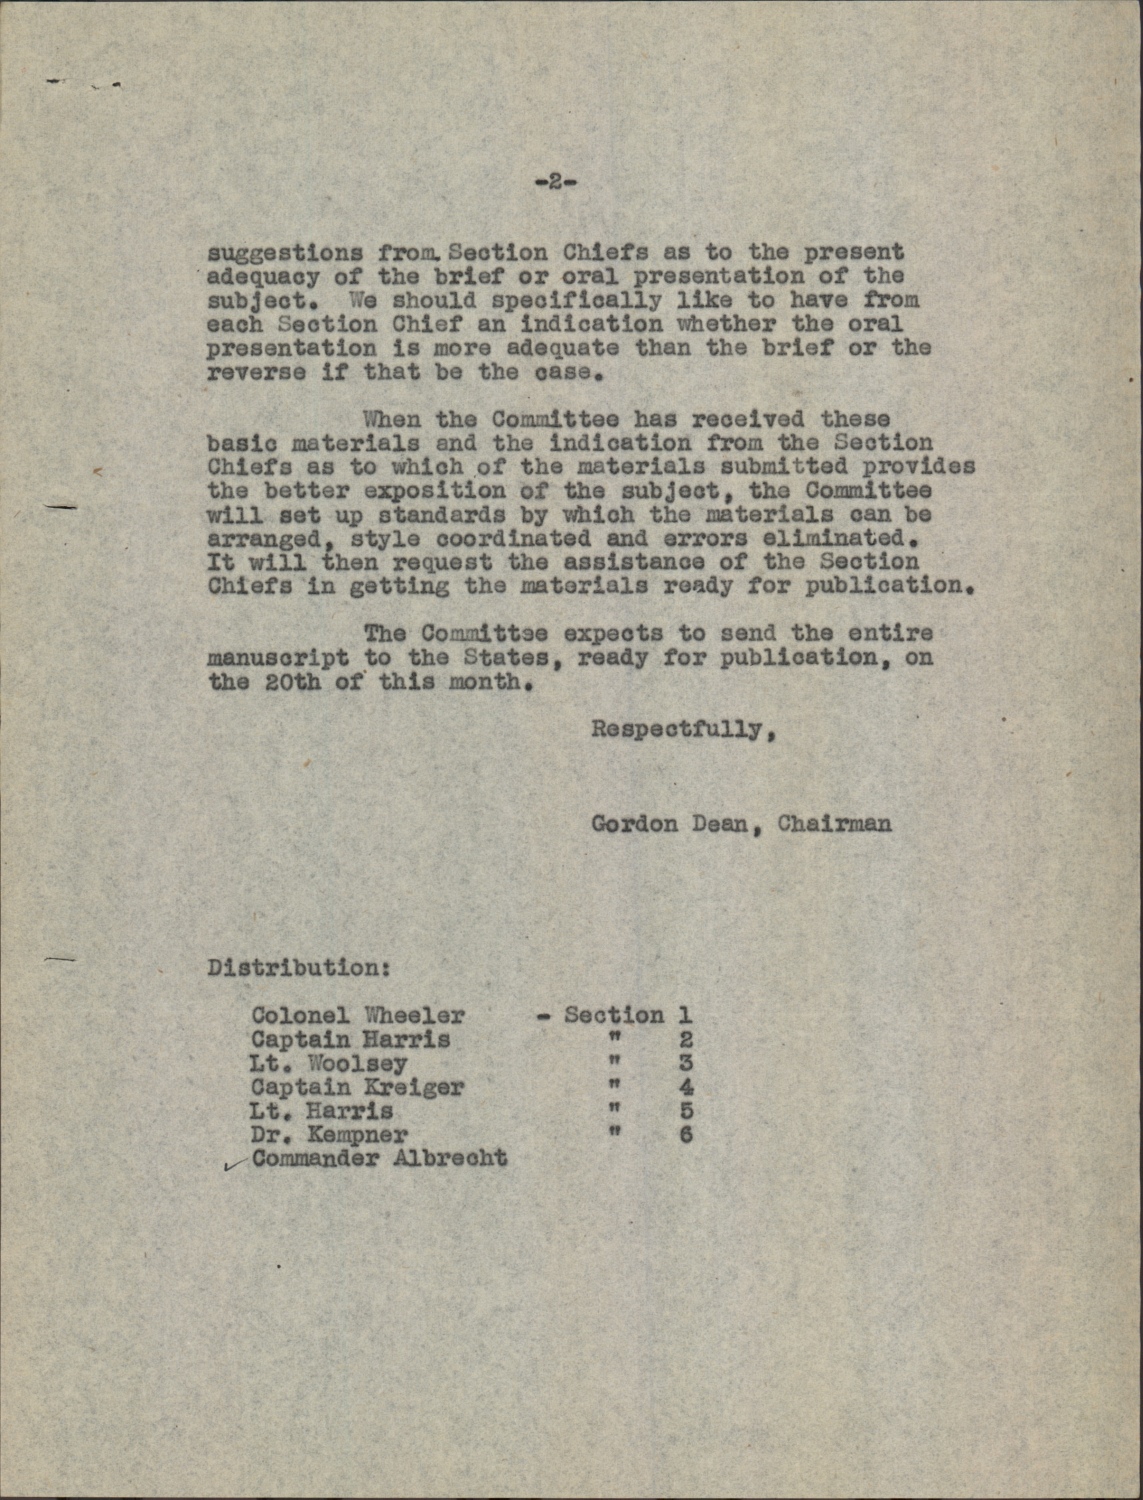 -2-
suggestions from Section Chiefs as to the present
adequacy of the brief or oral presentation of the
subject. We should specifically like to have from
each Section Chief an indication whether the oral
presentation is more adequate than the brief or the
reverse if that be the case.
When the Committee has received these
basic materials and the indication from the Section
Chiefs as to which of the materials submitted provides
the better exposition of the subject, the Committee
will set up standards by which the materials can be
arranged, style coordinated and errors eliminated.
It will then request the assistance of the Section
Chiefs in getting the materials ready for publication.
The Committee expects to send the entire
manuscript to the States, ready for publication, on
the 20th of this month.
Respectfully,
Gordon Dean, Chairman
Distribution:
Colonel Wheeler - Section 1
Captain Harris " 2
Lt. Woolsey " 3
Captain Kreiger " 4
Lt. Harris " 5
Dr. Kempner " 6
✓ Commander Albrecht